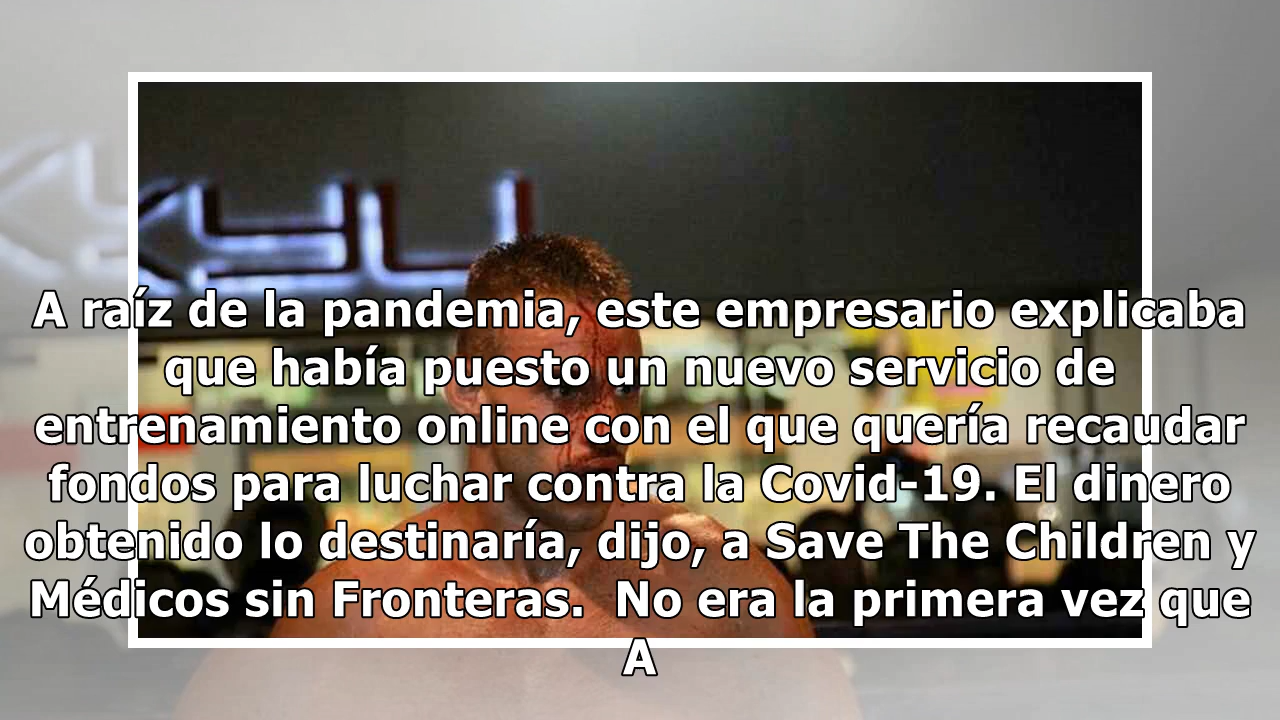 A raíz de la pandemia, este empresario explicaba
que había puesto un nuevo servicio de
entrenamiento online con el que quería recaudar
fondos para luchar contra la Covid-19. El dinero
obtenido lo destinaría, dijo, a Save The Children y
Médicos sin Fronteras.  No era la primera vez que
A